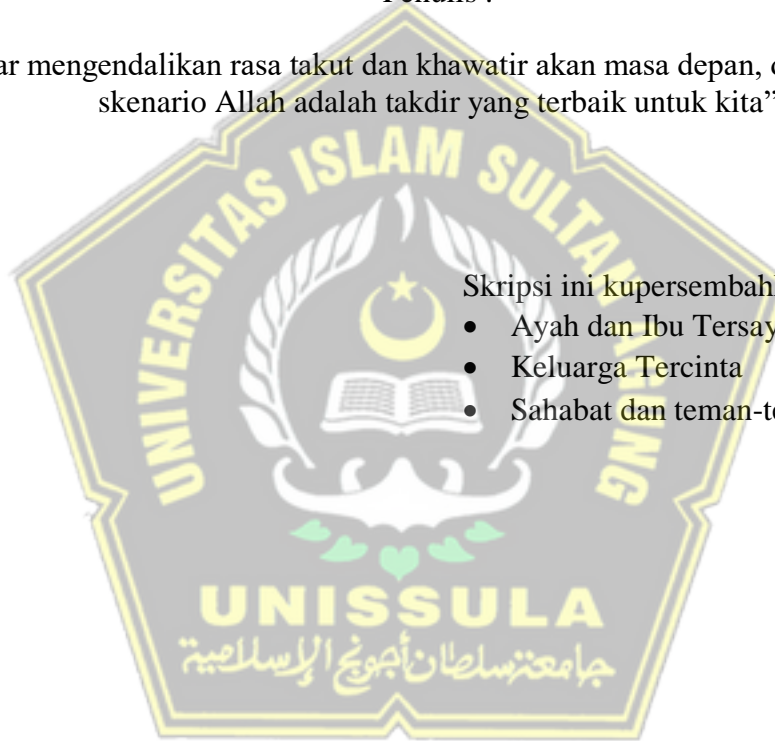 Penulis :
ar mengendalikan rasa takut dan khawatir akan masa depan,
skenario Allah adalah takdir yang terbaik untuk kita”
UNIVERSITAS ISLAM SULTAN AGUNG
Skripsi ini kupersembah
• Ayah dan Ibu Tersay
• Keluarga Tercinta
• Sahabat dan teman-te
UNISSULA
جامعة سلطان أجونج الإسلامية